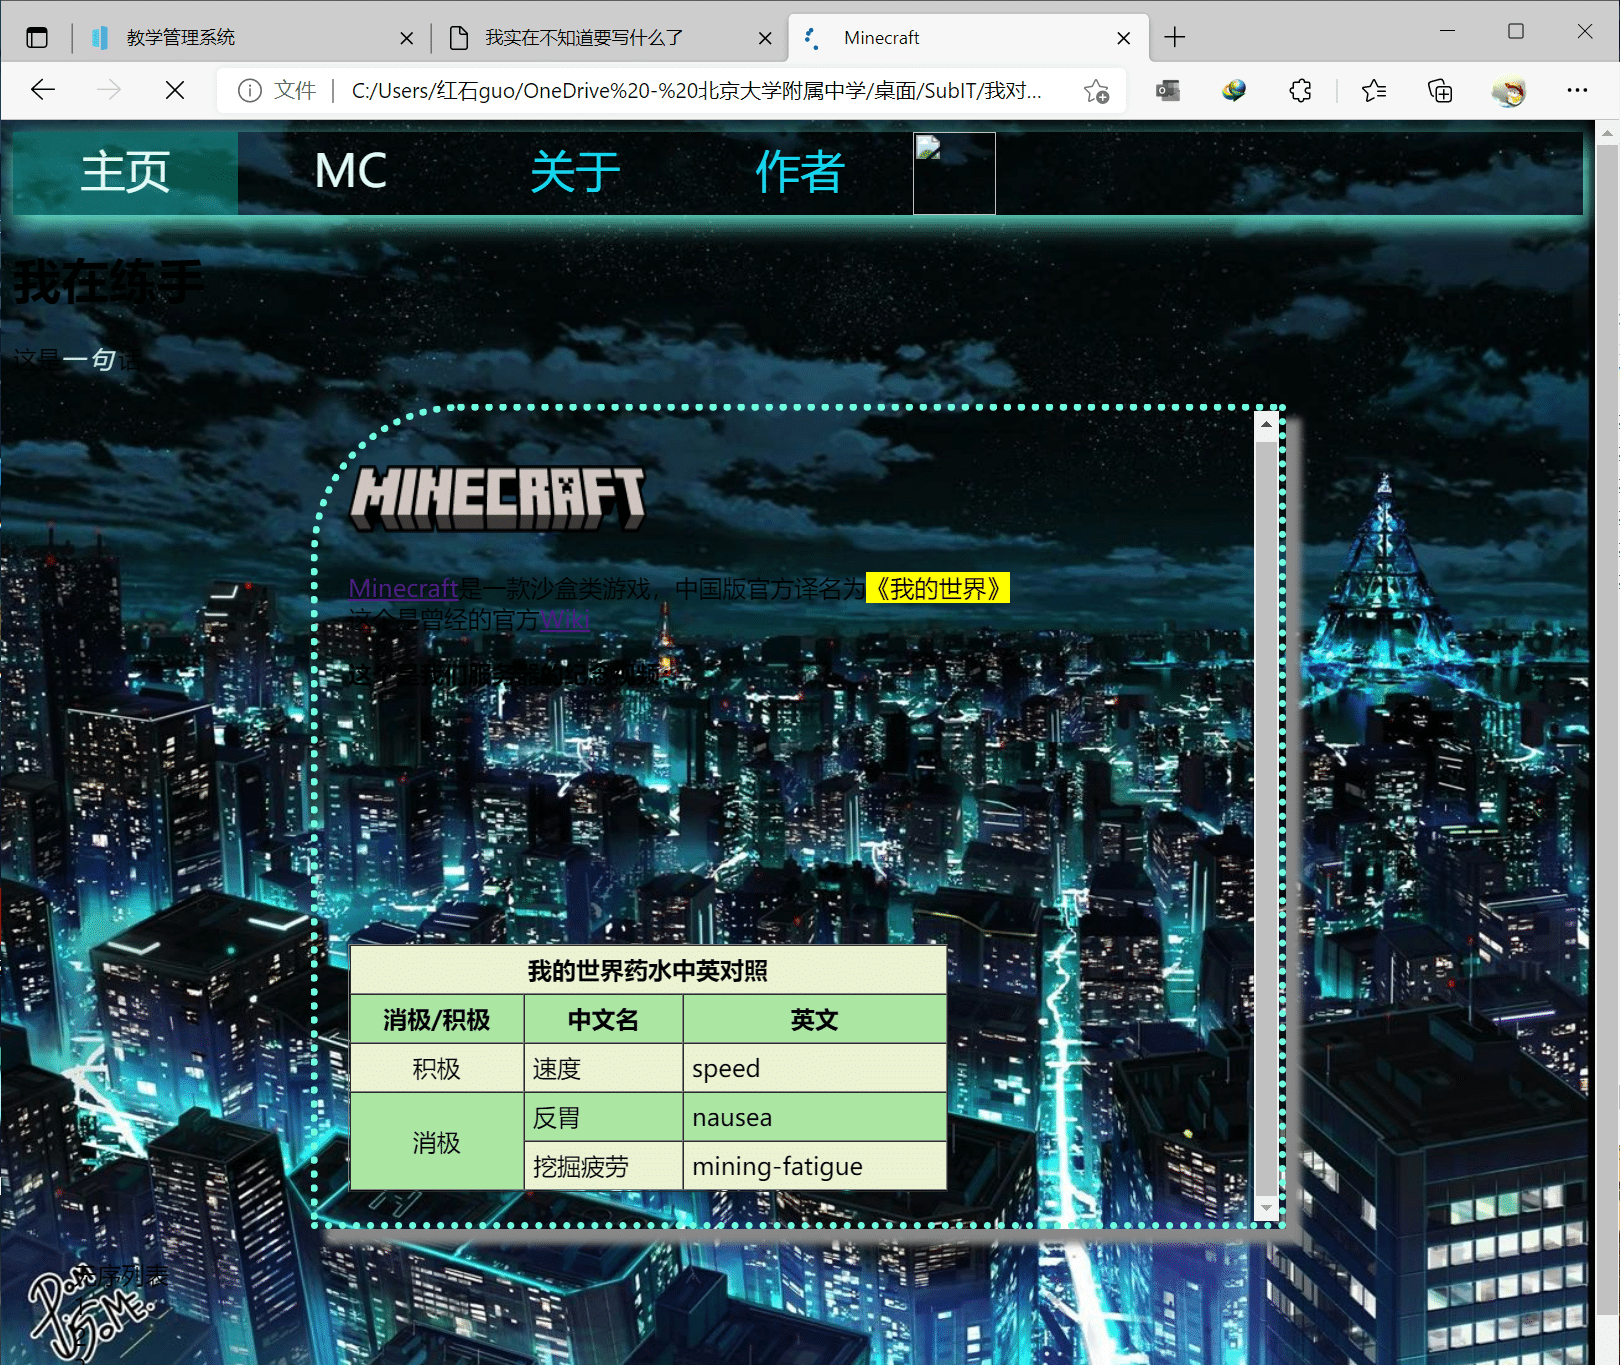 教学管理系统
我实在不知道要写什么了
Minecraft
文件
C:/Users/红石guo/OneDrive%20-%20北京大学附属中学/桌面/SubIT/我对...
主页
MC
关于
作者
我在练手
这是一句话
MINECRAFT
Minecraft是一款沙盒类游戏，中国版官方译名为《我的世界》
这个是曾经的官方Wiki
这个是我们服务器的纪念视频：
我的世界药水中英对照
消极/积极 中文名 英文
积极 速度 speed
消极 反胃 nausea
挖掘疲劳 mining-fatigue
序列表